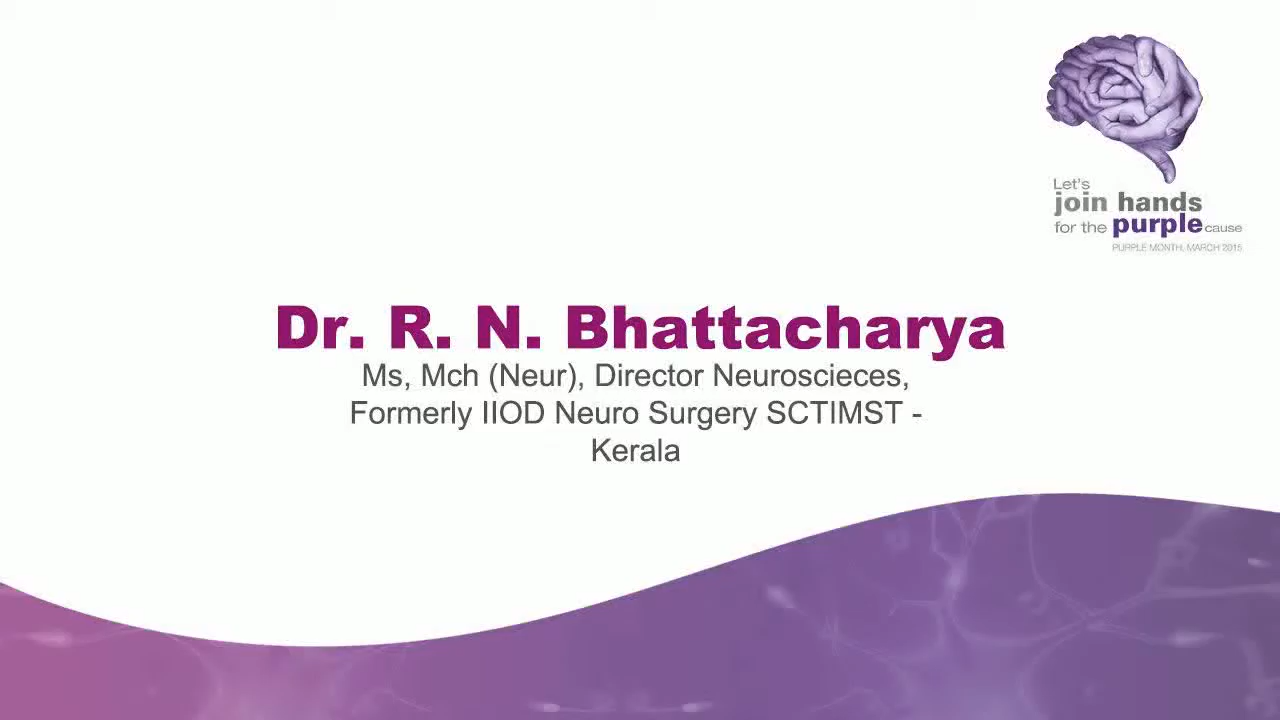 Let's
join hands
for the purple cause
PURPLE MONTH, MARCH 2015
Dr. R. N. Bhattacharya
Ms, Mch (Neur), Director Neuroscieces,
Formerly IIOD Neuro Surgery SCTIMST -
Kerala